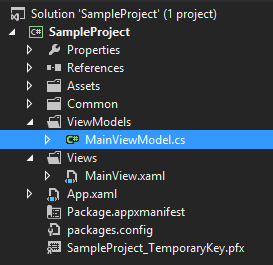 Solution 'SampleProject' (1 project)
C# SampleProject
Properties
References
Assets
Common
ViewModels
C# MainViewModel.cs
Views
MainView.xaml
App.xaml
Package.appxmanifest
packages.config
SampleProject_TemporaryKey.pfx